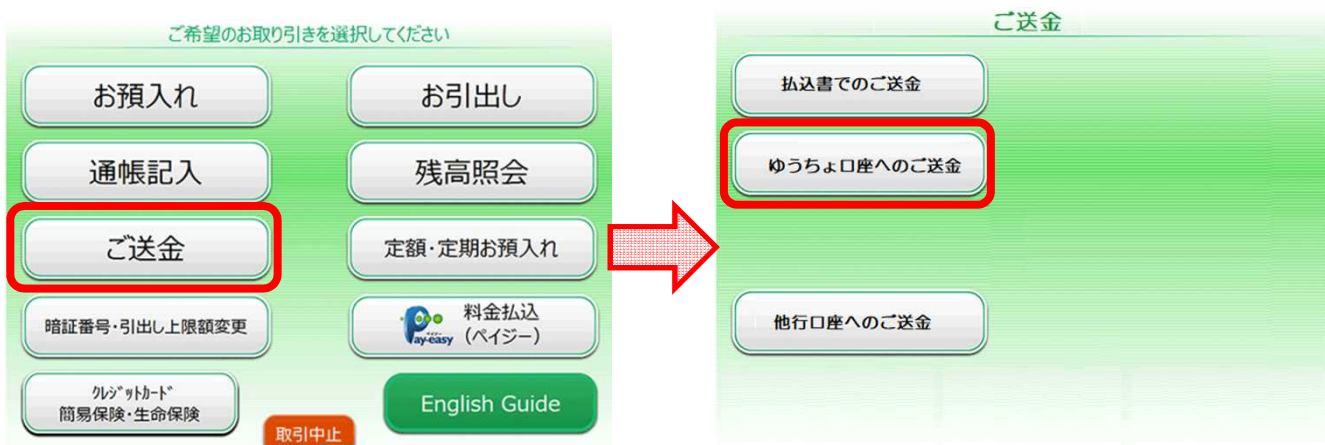 ご希望のお取り引きを選択してください
お預入れ
お引出し
通帳記入
残高照会
ご送金
定額・定期お預入れ
暗証番号・引出し上限額変更
Pay-easy
ペイジー
料金払込
(ペイジー)
ｸﾚｼﾞｯﾄｶｰﾄﾞ
簡易保険・生命保険
取引中止
English Guide
ご送金
払込書でのご送金
ゆうちょ口座へのご送金
他行口座へのご送金